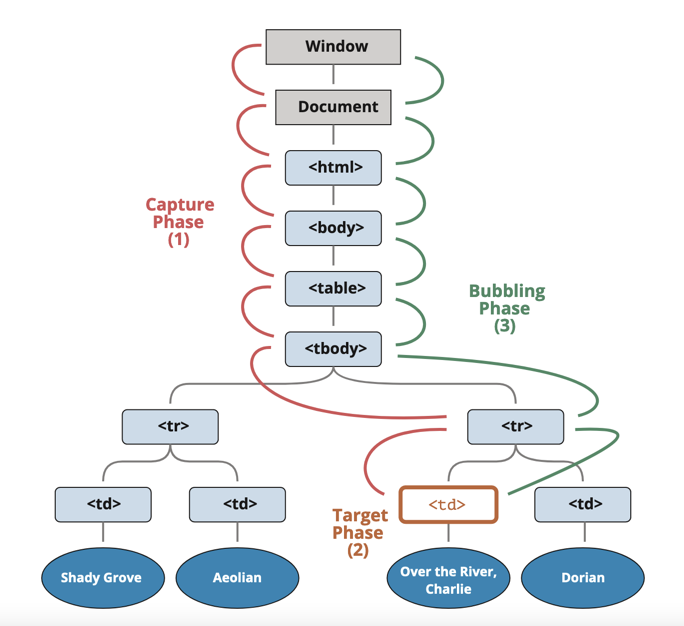 Window
Document
<html>
Capture
Phase
(1)
<body>
<table>
Bubbling
Phase
(3)
<tbody>
<tr>
<tr>
<td>
<td>
<td>
<td>
Target
Phase
(2)
Shady Grove
Aeolian
Over the River,
Charlie
Dorian